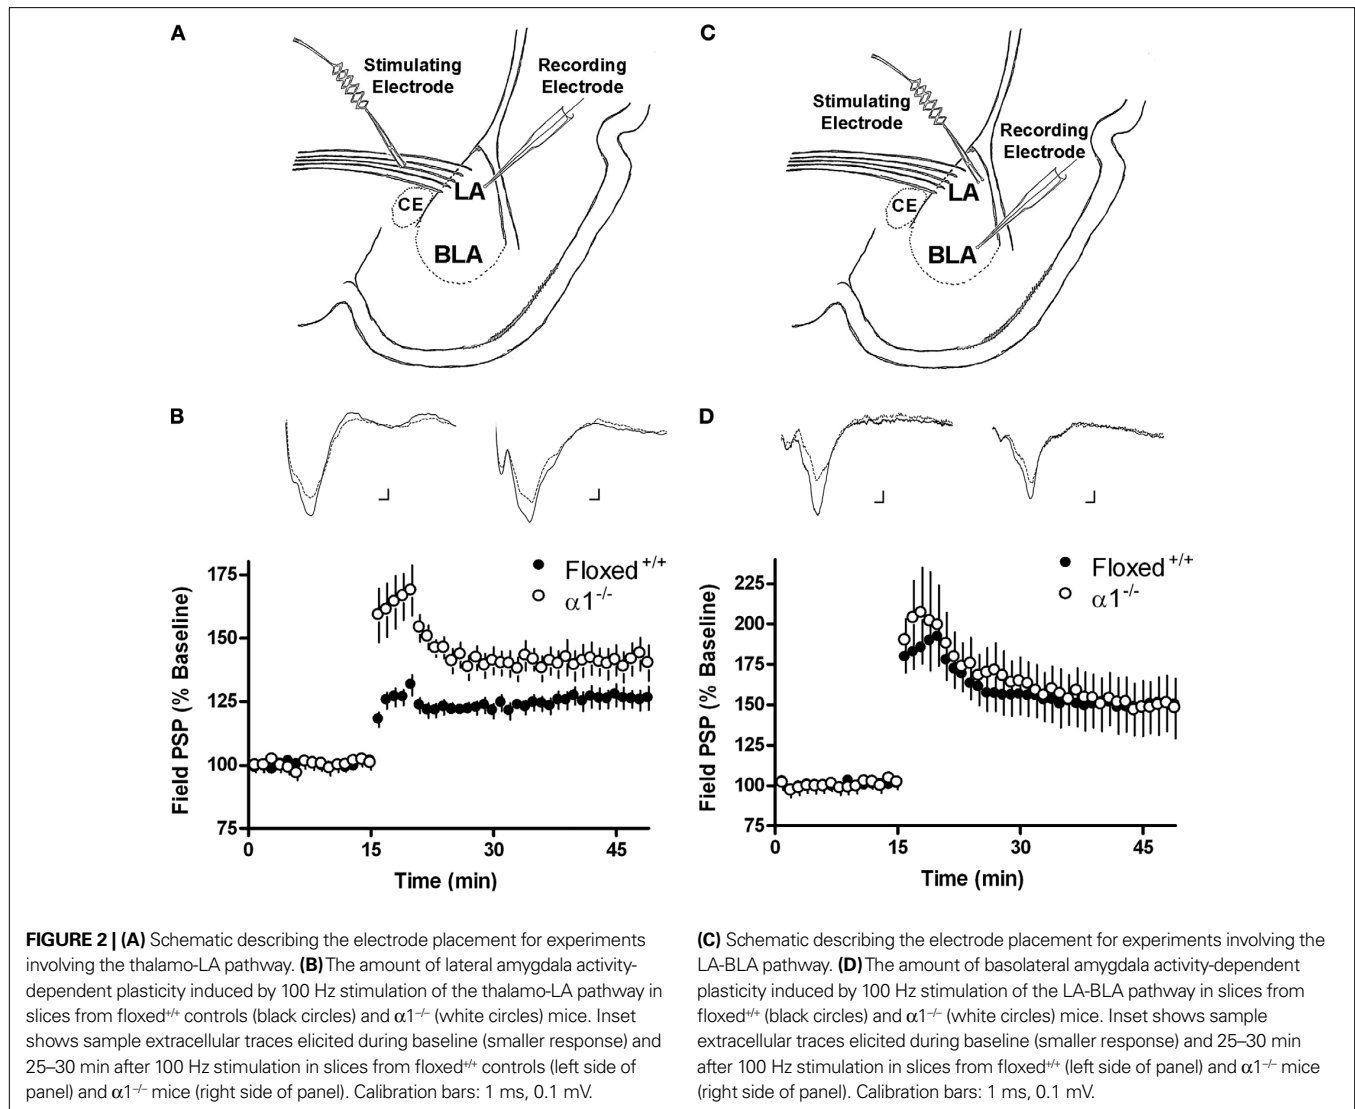 A
Stimulating
Electrode
Recording
Electrode
LA
CE
BLA
C
Stimulating
Electrode
Recording
Electrode
LA
CE
BLA
B
Field PSP (% Baseline)
175
150
125
100
75
0
15
30
45
Time (min)
Floxed+/+
α1-/-
D
Field PSP (% Baseline)
225
200
175
150
125
100
75
0
15
30
45
Time (min)
Floxed+/+
α1-/-
FIGURE 2 | (A) Schematic describing the electrode placement for experiments
involving the thalamo-LA pathway. (B) The amount of lateral amygdala activity-
dependent plasticity induced by 100 Hz stimulation of the thalamo-LA pathway in
slices from floxed+/+ controls (black circles) and α1−/− (white circles) mice. Inset
shows sample extracellular traces elicited during baseline (smaller response) and
25–30 min after 100 Hz stimulation in slices from floxed+/+ controls (left side of
panel) and α1−/− mice (right side of panel). Calibration bars: 1 ms, 0.1 mV.
(C) Schematic describing the electrode placement for experiments involving the
LA-BLA pathway. (D) The amount of basolateral amygdala activity-dependent
plasticity induced by 100 Hz stimulation of the LA-BLA pathway in slices from
floxed+/+ (black circles) and α1−/− (white circles) mice. Inset shows sample
extracellular traces elicited during baseline (smaller response) and 25–30 min
after 100 Hz stimulation in slices from floxed+/+ (left side of panel) and α1−/− mice
(right side of panel). Calibration bars: 1 ms, 0.1 mV.